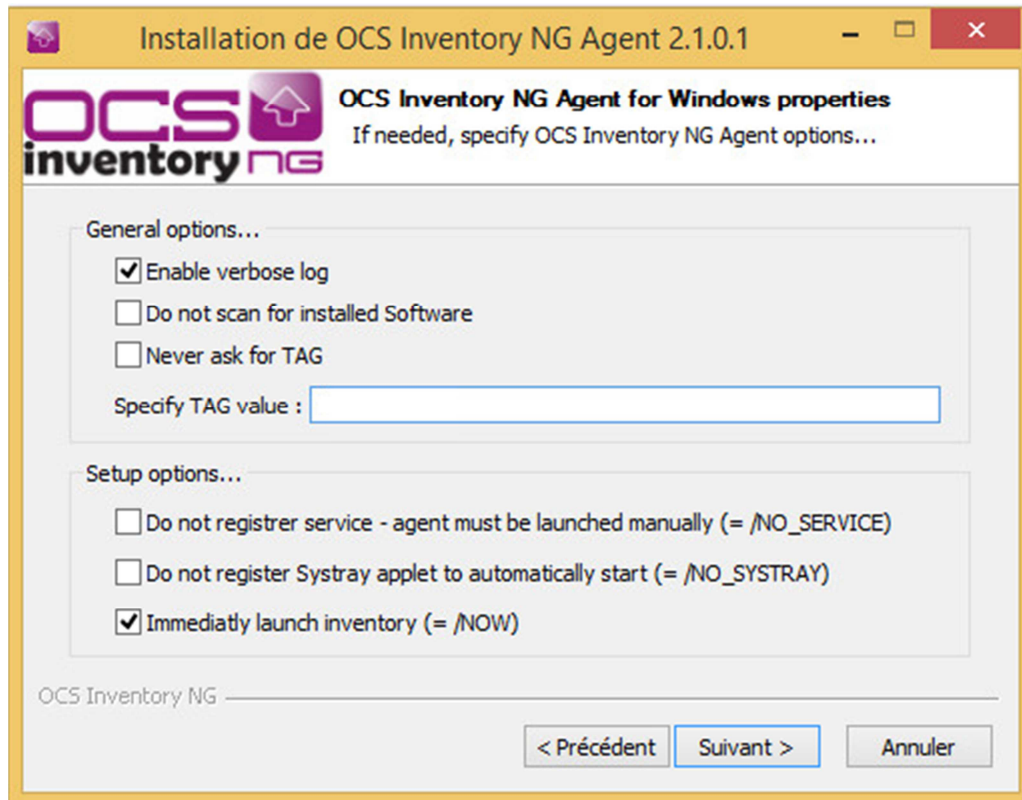 Installation de OCS Inventory NG Agent 2.1.0.1
OCS
inventory NG
OCS Inventory NG Agent for Windows properties
If needed, specify OCS Inventory NG Agent options...
General options...
Enable verbose log
Do not scan for installed Software
Never ask for TAG
Specify TAG value :
Setup options...
Do not registrer service - agent must be launched manually (= /NO_SERVICE)
Do not register Systray applet to automatically start (= /NO_SYSTRAY)
Immediatly launch inventory (= /NOW)
OCS Inventory NG
< Précédent
Suivant >
Annuler